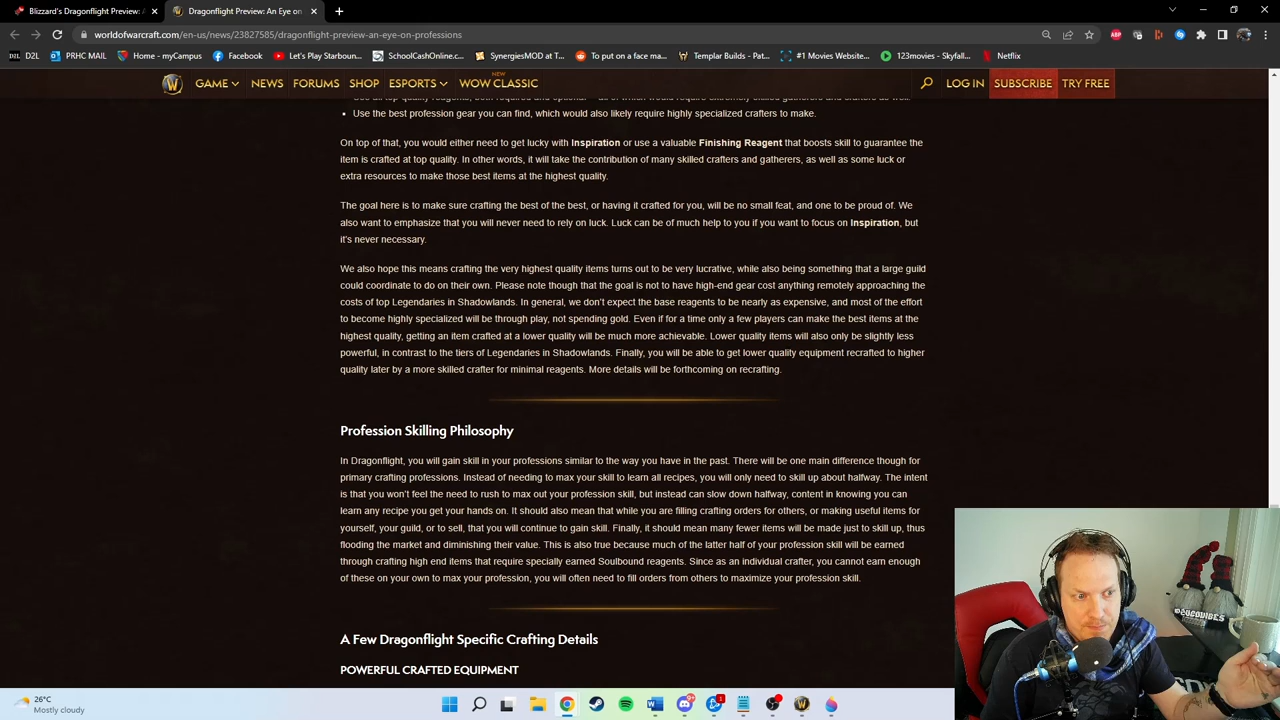 Blizzard's Dragonflight Preview: A
Dragonflight Preview: An Eye on
worldofwarcraft.com/en-us/news/23827585/dragonflight-preview-an-eye-on-professions
D2L PRHC MAIL Home - myCampus Facebook Let's Play Starboun... SchoolCashOnline.c... SynergiesMOD at T... To put on a face ma... Templar Builds - Pat... #1 Movies Website... 123movies - Skyfall... Netflix
NEW
GAME NEWS FORUMS SHOP ESPORTS WOW CLASSIC LOG IN SUBSCRIBE TRY FREE
Use the best profession gear you can find, which would also likely require highly specialized crafters to make.
On top of that, you would either need to get lucky with Inspiration or use a valuable Finishing Reagent that boosts skill to guarantee the
item is crafted at top quality. In other words, it will take the contribution of many skilled crafters and gatherers, as well as some luck or
extra resources to make those best items at the highest quality.
The goal here is to make sure crafting the best of the best, or having it crafted for you, will be no small feat, and one to be proud of. We
also want to emphasize that you will never need to rely on luck. Luck can be of much help to you if you want to focus on Inspiration, but
it's never necessary.
We also hope this means crafting the very highest quality items turns out to be very lucrative, while also being something that a large guild
could coordinate to do on their own. Please note though that the goal is not to have high-end gear cost anything remotely approaching the
costs of top Legendaries in Shadowlands. In general, we don't expect the base reagents to be nearly as expensive, and most of the effort
to become highly specialized will be through play, not spending gold. Even if for a time only a few players can make the best items at the
highest quality, getting an item crafted at a lower quality will be much more achievable. Lower quality items will also only be slightly less
powerful, in contrast to the tiers of Legendaries in Shadowlands. Finally, you will be able to get lower quality equipment recrafted to higher
quality later by a more skilled crafter for minimal reagents. More details will be forthcoming on recrafting.
Profession Skilling Philosophy
In Dragonflight, you will gain skill in your professions similar to the way you have in the past. There will be one main difference though for
primary crafting professions. Instead of needing to max your skill to learn all recipes, you will only need to skill up about halfway. The intent
is that you won't feel the need to rush to max out your profession skill, but instead can slow down halfway, content in knowing you can
learn any recipe you get your hands on. It should also mean that while you are filling crafting orders for others, or making useful items for
yourself, your guild, or to sell, that you will continue to gain skill. Finally, it should mean many fewer items will be made just to skill up, thus
flooding the market and diminishing their value. This is also true because much of the latter half of your profession skill will be earned
through crafting high end items that require specially earned Soulbound reagents. Since as an individual crafter, you cannot earn enough
of these on your own to max your profession, you will often need to fill orders from others to maximize your profession skill.
A Few Dragonflight Specific Crafting Details
POWERFUL CRAFTED EQUIPMENT
26°C
Mostly cloudy